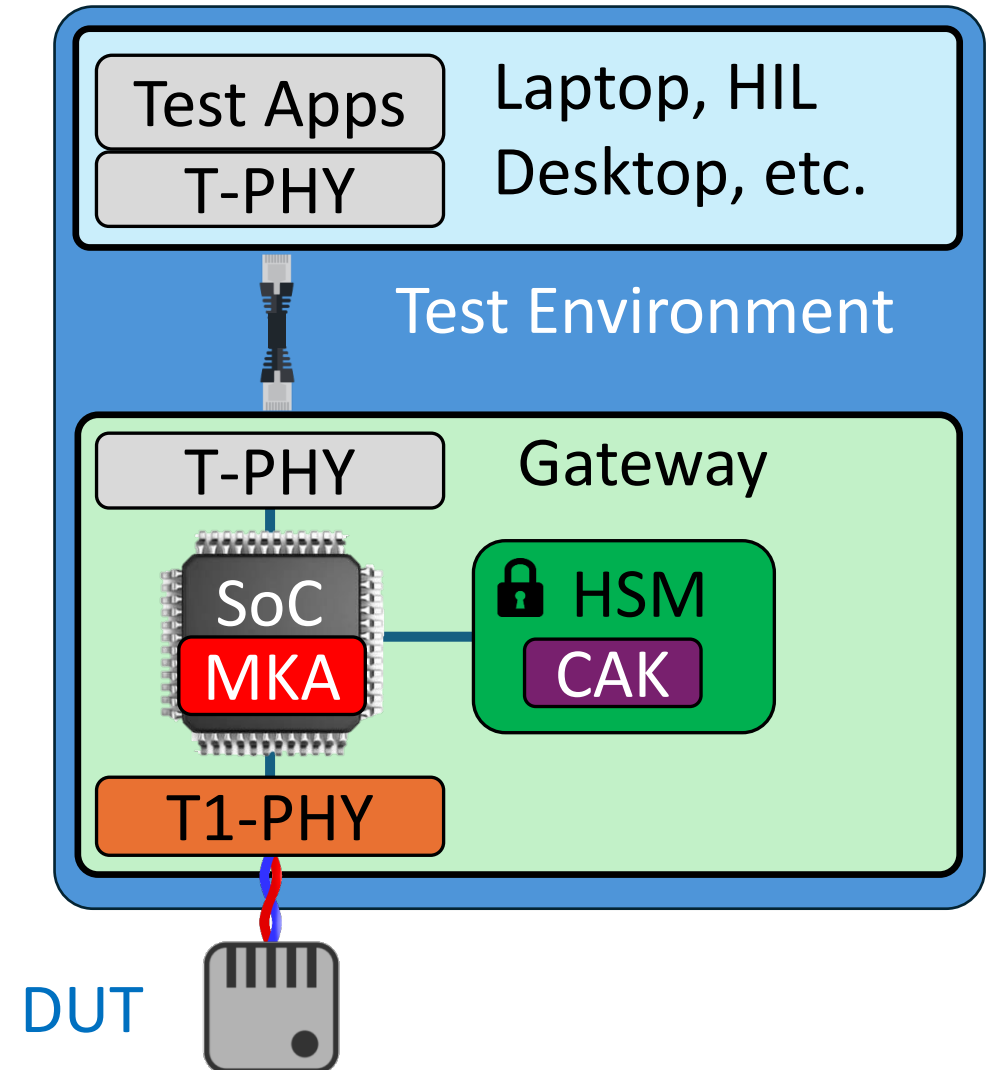 Test Apps
T-PHY
Laptop, HIL
Desktop, etc.
Test Environment
T-PHY
Gateway
SoC
MKA
HSM
CAK
T1-PHY
DUT